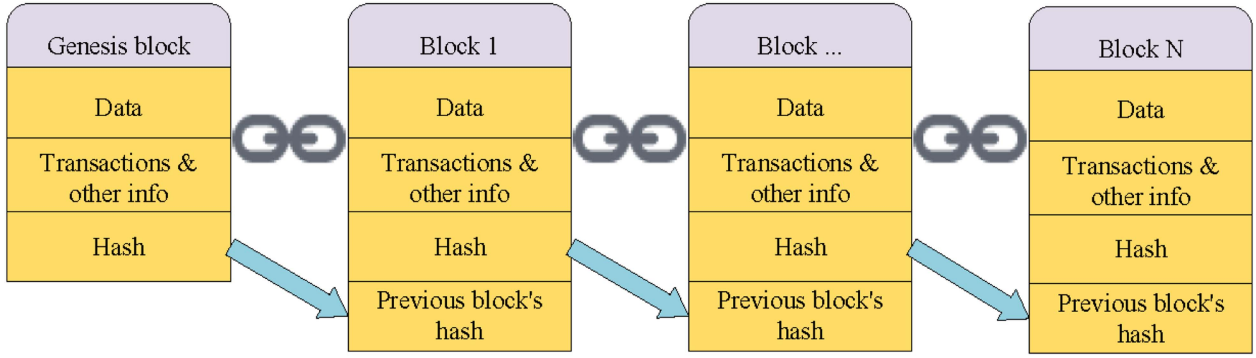 Genesis block
Data
Transactions &
other info
Hash
Block 1
Data
Transactions &
other info
Hash
Previous block's
hash
Block ...
Data
Transactions &
other info
Hash
Previous block's
hash
Block N
Data
Transactions &
other info
Hash
Previous block's
hash